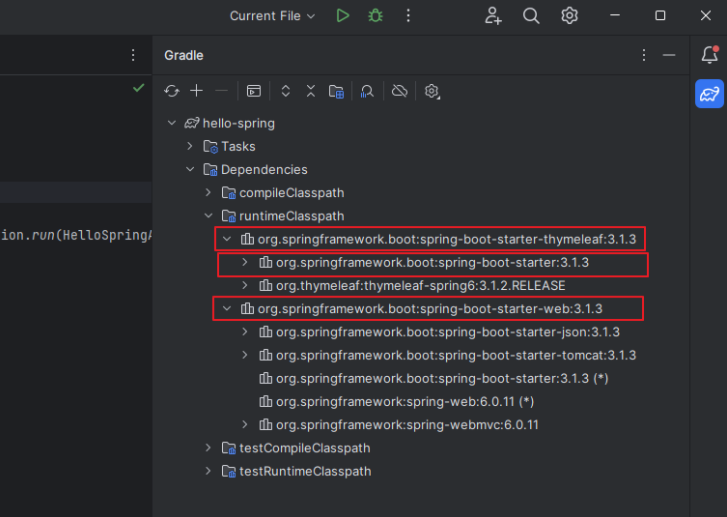 Current File
Gradle
hello-spring
Tasks
Dependencies
compileClasspath
runtimeClasspath
ion.run(HelloSpringA
org.springframework.boot:spring-boot-starter-thymeleaf:3.1.3
org.springframework.boot:spring-boot-starter:3.1.3
org.thymeleaf:thymeleaf-spring6:3.1.2.RELEASE
org.springframework.boot:spring-boot-starter-web:3.1.3
org.springframework.boot:spring-boot-starter-json:3.1.3
org.springframework.boot:spring-boot-starter-tomcat:3.1.3
org.springframework.boot:spring-boot-starter:3.1.3 (*)
org.springframework:spring-web:6.0.11 (*)
org.springframework:spring-webmvc:6.0.11
testCompileClasspath
testRuntimeClasspath